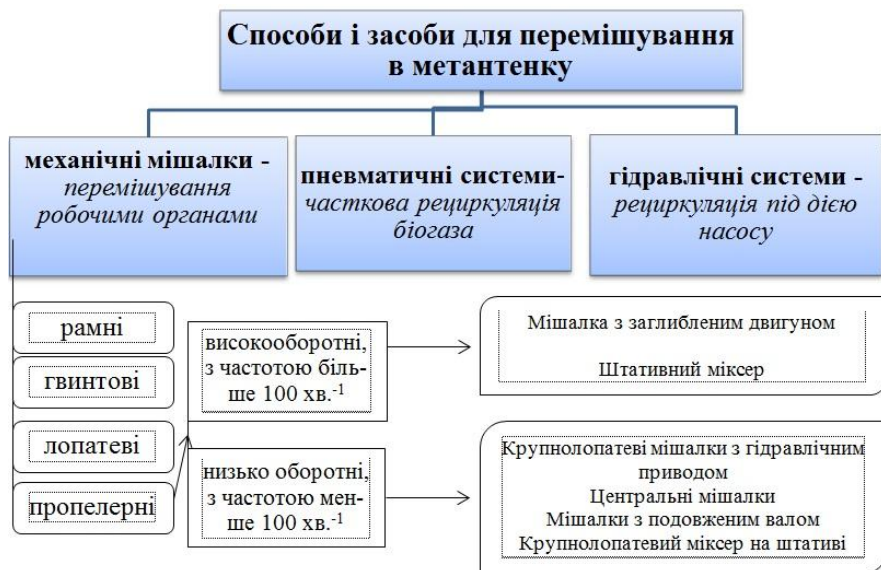 Способи і засоби для перемішування
в метантенку
механічні мішалки -
перемішування
робочими органами
пневматичні системи-
часткова рециркуляція
біогаза
гідравлічні системи -
рециркуляція під дією
насосу
рамні
гвинтові
лопатеві
пропелерні
високооборотні,
з частотою біль-
ше 100 хв.-1
низько оборотні,
з частотою мен-
ше 100 хв.-1
Мішалка з заглибленим двигуном
Штативний міксер
Крупнолопатеві мішалки з гідравлічним
приводом
Центральні мішалки
Мішалки з подовженим валом
Крупнолопатевий міксер на штативі